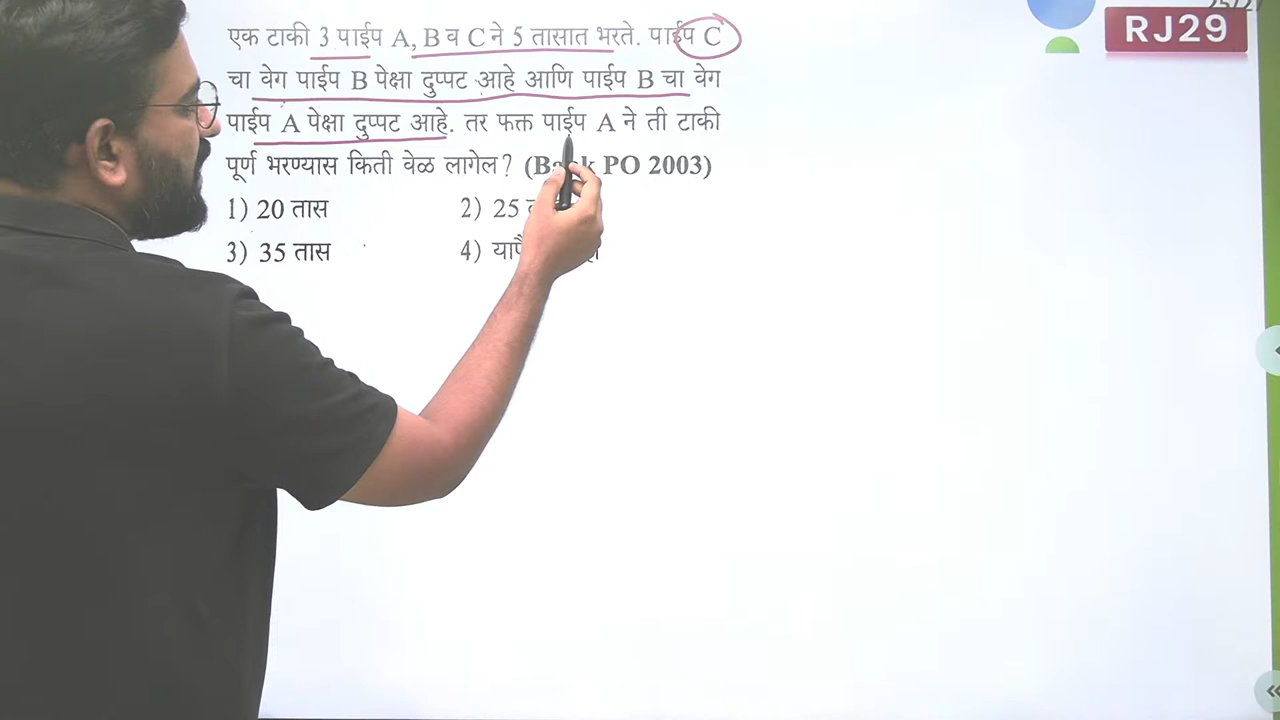 RJ29
एक टाकी 3 पाईप A, B व C ने 5 तासात भरते. पाईप C
चा वेग पाईप B पेक्षा दुप्पट आहे आणि पाईप B चा वेग
पाईप A पेक्षा दुप्पट आहे. तर फक्त पाईप A ने ती टाकी
पूर्ण भरण्यास किती वेळ लागेल? PO 2003)
1) 20 तास 2) 25
3) 35 तास 4)